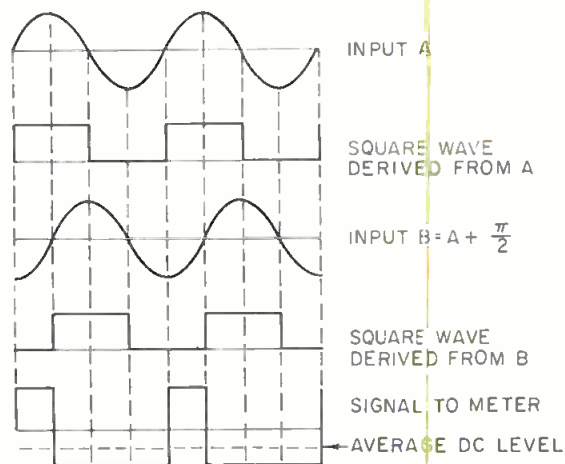 INPUT A
SQUARE WAVE
DERIVED FROM A
INPUT B = A + π/2
SQUARE WAVE
DERIVED FROM B
SIGNAL TO METER
AVERAGE DC LEVEL